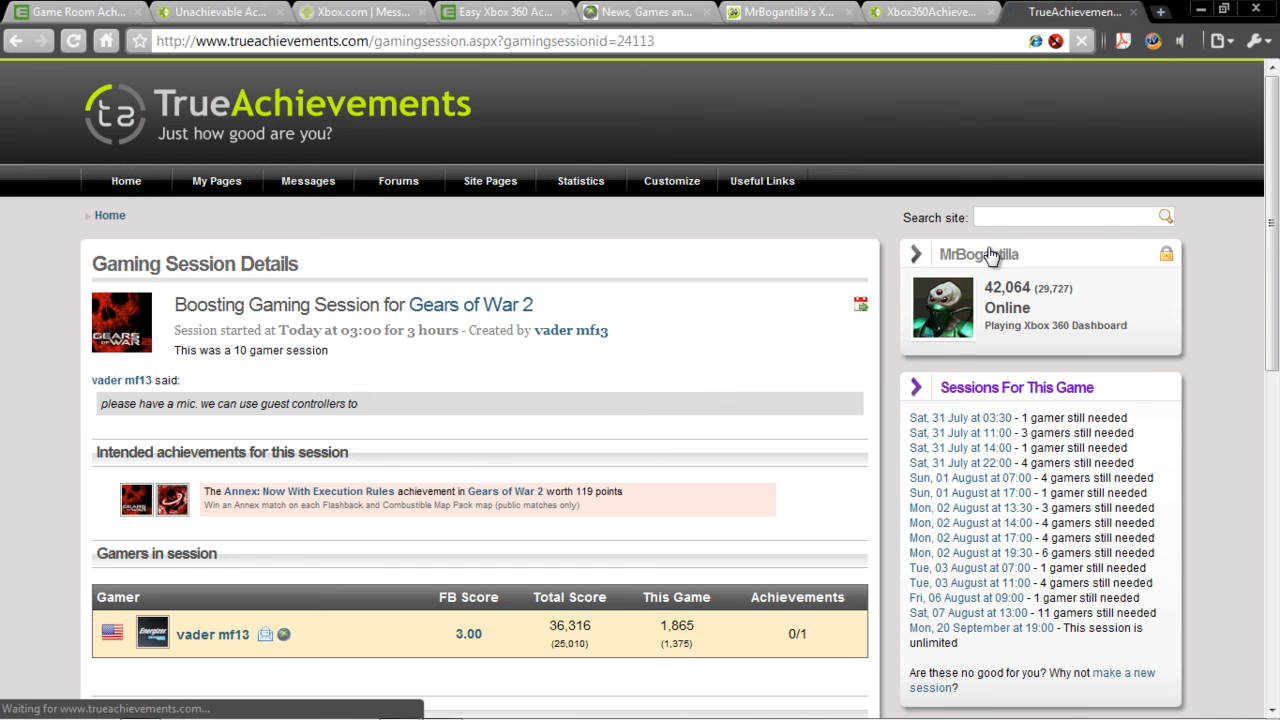 Game Room Ach
Unachievable Ac
Xbox.com | Mess
Easy Xbox 360 Ac
News, Games an
MrBogantilla's X
Xbox360Achieve
TrueAchievemen
http://www.trueachievements.com/gamingsession.aspx?gamingsessionid=24113
ta
TrueAchievements
Just how good are you?
Home
My Pages
Messages
Forums
Site Pages
Statistics
Customize
Useful Links
Home
Search site:
Gaming Session Details
Boosting Gaming Session for Gears of War 2
Session started at Today at 03:00 for 3 hours - Created by vader mf13
This was a 10 gamer session
vader mf13 said:
please have a mic. we can use guest controllers to
Intended achievements for this session
The Annex: Now With Execution Rules achievement in Gears of War 2 worth 119 points
Win an Annex match on each Flashback and Combustible Map Pack map (public matches only)
Gamers in session
Gamer FB Score Total Score This Game Achievements
vader mf13 3.00 36,316 1,865 0/1
(25,010) (1,375)
MrBogantilla
42,064 (29,727)
Online
Playing Xbox 360 Dashboard
Sessions For This Game
Sat, 31 July at 03:30 - 1 gamer still needed
Sat, 31 July at 11:00 - 3 gamers still needed
Sat, 31 July at 14:00 - 1 gamer still needed
Sat, 31 July at 22:00 - 4 gamers still needed
Sun, 01 August at 07:00 - 4 gamers still needed
Sun, 01 August at 17:00 - 1 gamer still needed
Mon, 02 August at 13:30 - 3 gamers still needed
Mon, 02 August at 14:00 - 4 gamers still needed
Mon, 02 August at 17:00 - 4 gamers still needed
Mon, 02 August at 19:30 - 6 gamers still needed
Tue, 03 August at 07:00 - 1 gamer still needed
Tue, 03 August at 11:00 - 4 gamers still needed
Fri, 06 August at 09:00 - 1 gamer still needed
Sat, 07 August at 13:00 - 11 gamers still needed
Mon, 20 September at 19:00 - This session is
unlimited
Are these no good for you? Why not make a new
session?
Waiting for www.trueachievements.com...